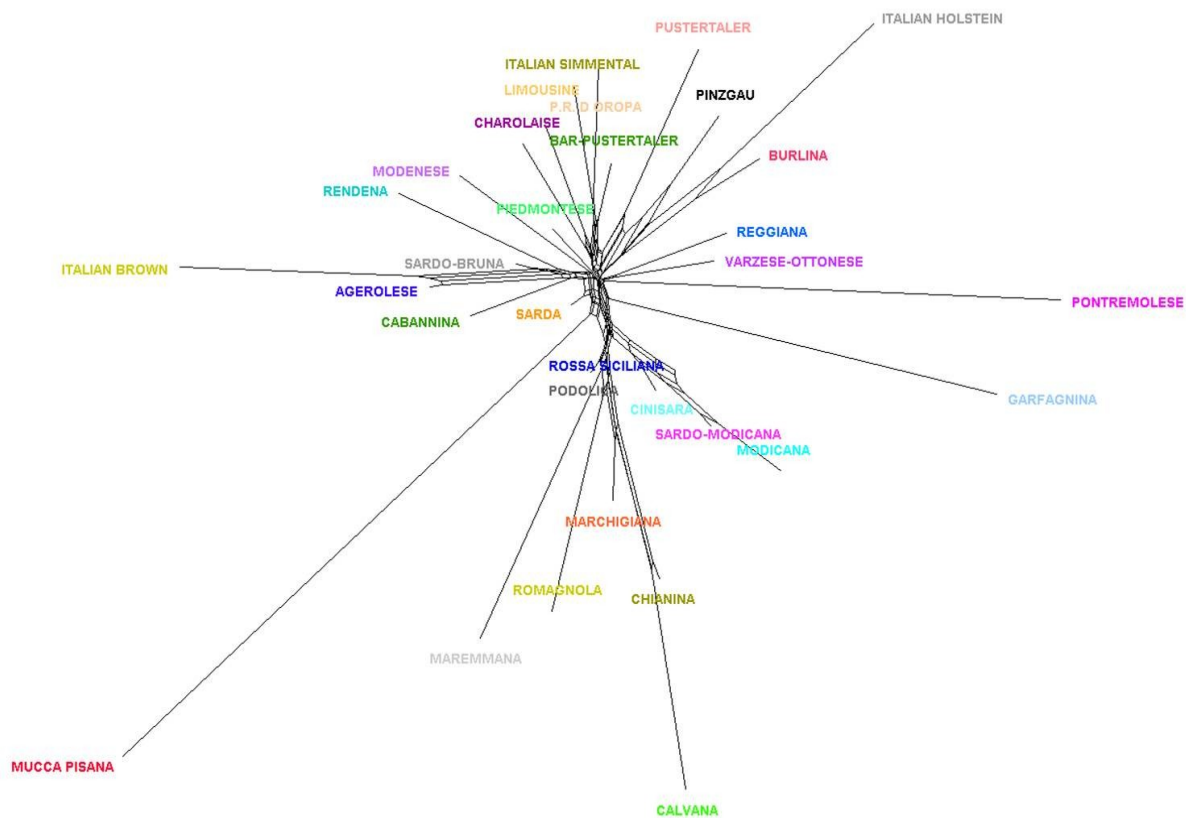 ITALIAN HOLSTEIN
PUSTERTALER
ITALIAN SIMMENTAL
LIMOUSINE
PINZGAU
P.R. D OROPA
CHAROLAISE
BAR-PUSTERTALER
BURLINA
MODENESE
RENDENA
PIEDMONTESE
REGGIANA
VARZESE-OTTONESE
SARDO-BRUNA
ITALIAN BROWN
AGEROLESE
PONTREMOLESE
SARDA
CABANNINA
ROSSA SICILIANA
PODOLICA
GARFAGNINA
CINISARA
SARDO-MODICANA
MODICANA
MARCHIGIANA
ROMAGNOLA
CHIANINA
MAREMMANA
MUCCA PISANA
CALVANA